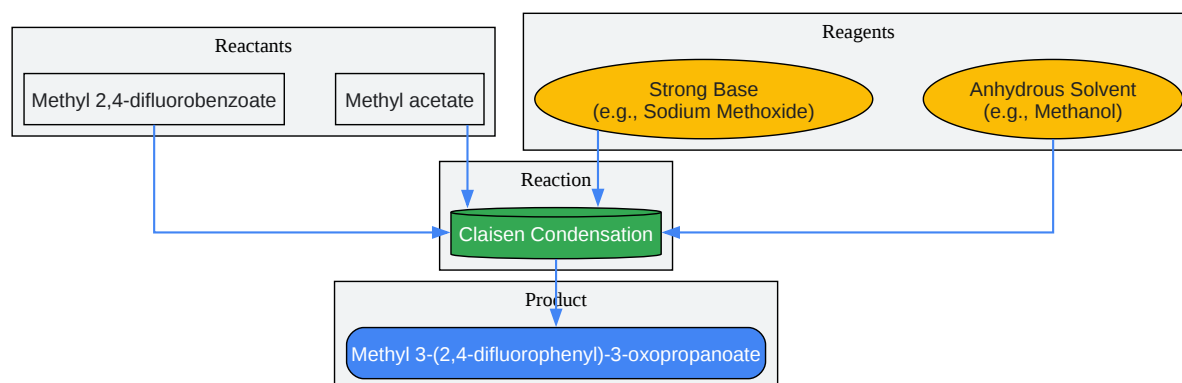 Reactants
Reagents
Methyl 2,4-difluorobenzoate
Methyl acetate
Strong Base
(e.g., Sodium Methoxide)
Anhydrous Solvent
(e.g., Methanol)
Reaction
Claisen Condensation
Product
Methyl 3-(2,4-difluorophenyl)-3-oxopropanoate